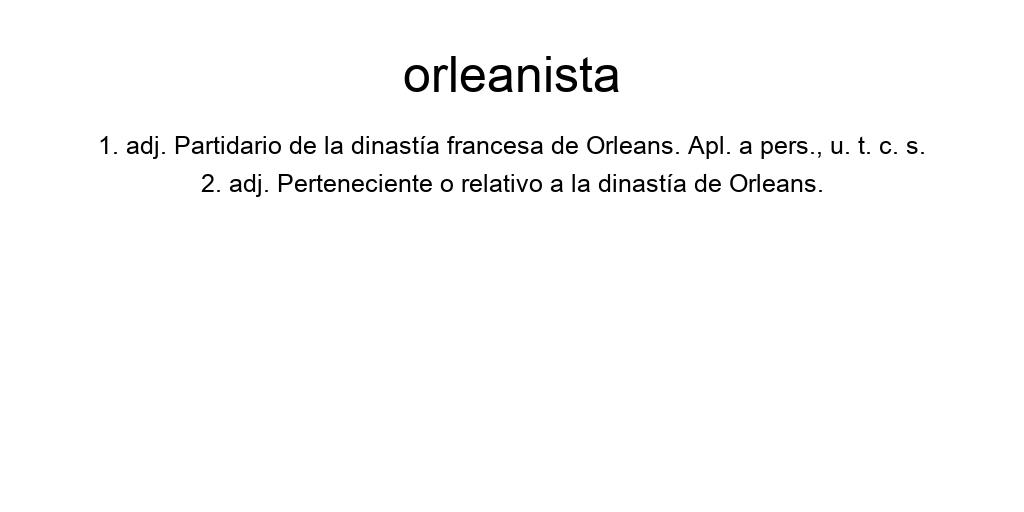 orleanista
1. adj. Partidario de la dinastía francesa de Orleans. Apl. a pers., u. t. c. s.
2. adj. Perteneciente o relativo a la dinastía de Orleans.